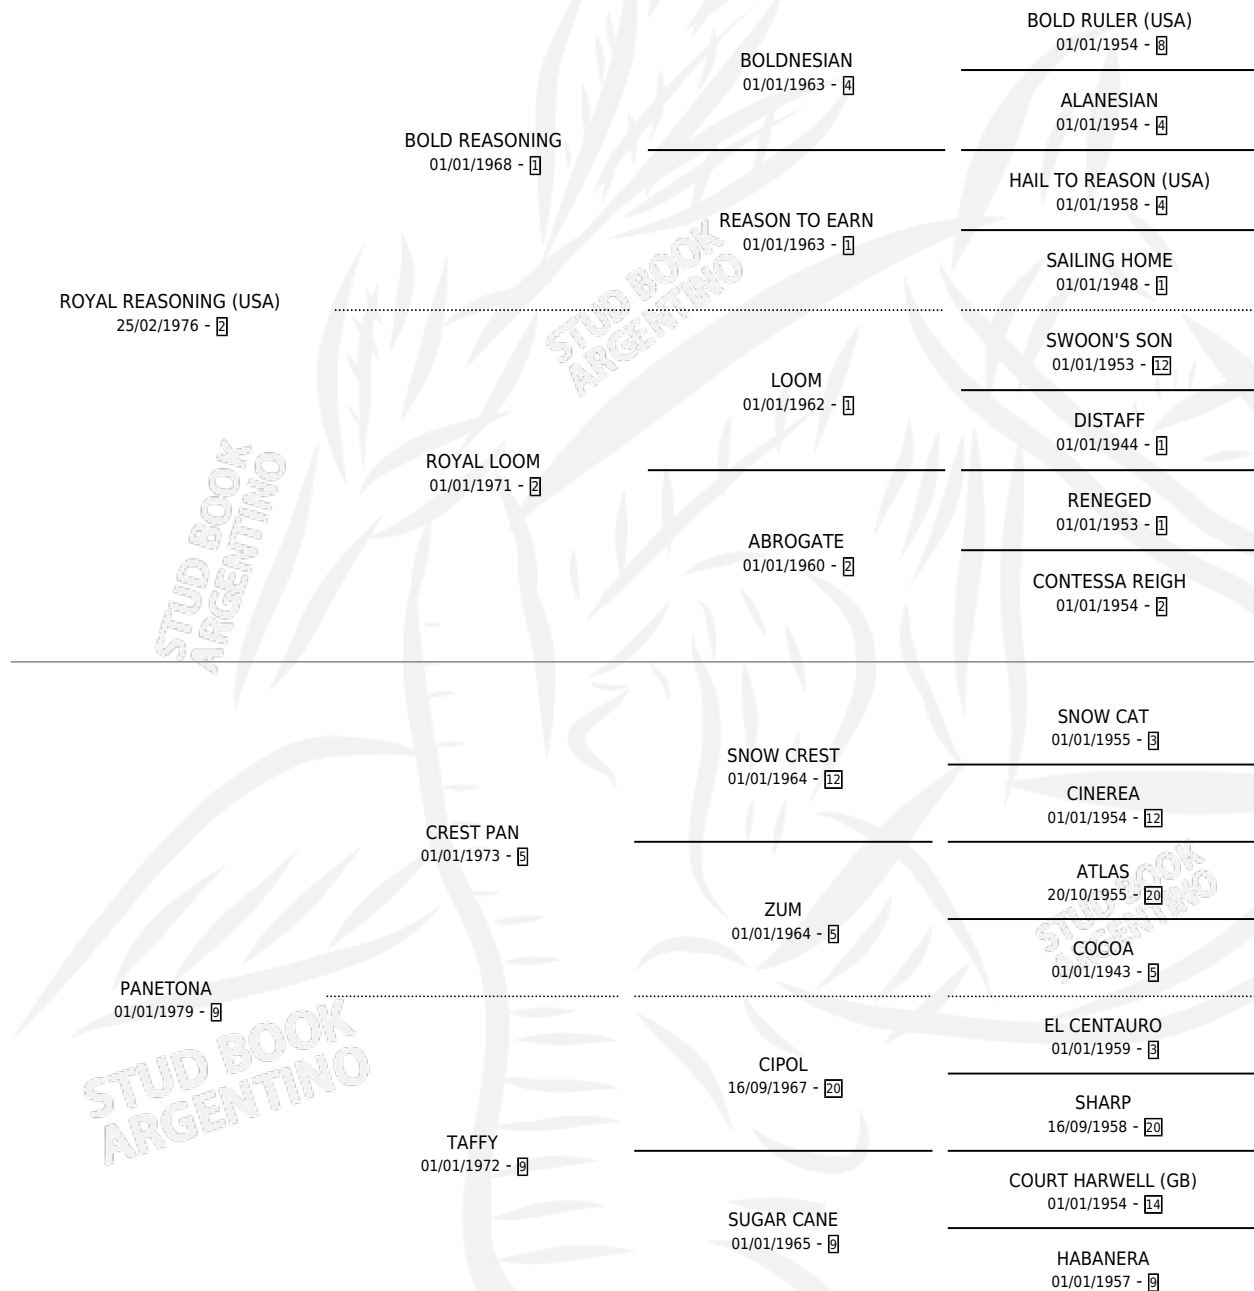 BOLD RULER (USA)
01/01/1954 - 8
BOLDNESIAN
01/01/1963 - 4
ALANESIAN
01/01/1954 - 4
BOLD REASONING
01/01/1968 - 1
HAIL TO REASON (USA)
01/01/1958 - 4
REASON TO EARN
01/01/1963 - 1
SAILING HOME
01/01/1948 - 1
ROYAL REASONING (USA)
25/02/1976 - 2
SWOON'S SON
01/01/1953 - 12
LOOM
01/01/1962 - 1
DISTAFF
01/01/1944 - 1
ROYAL LOOM
01/01/1971 - 2
RENEGED
01/01/1953 - 1
ABROGATE
01/01/1960 - 2
CONTESSA REIGH
01/01/1954 - 2
SNOW CAT
01/01/1955 - 3
SNOW CREST
01/01/1964 - 12
CINEREA
01/01/1954 - 12
CREST PAN
01/01/1973 - 5
ATLAS
20/10/1955 - 20
ZUM
01/01/1964 - 5
COCOA
01/01/1943 - 5
PANETONA
01/01/1979 - 9
EL CENTAURO
01/01/1959 - 3
CIPOL
16/09/1967 - 20
SHARP
16/09/1958 - 20
TAFFY
01/01/1972 - 9
COURT HARWELL (GB)
01/01/1954 - 14
SUGAR CANE
01/01/1965 - 9
HABANERA
01/01/1957 - 9
STUD BOOK
ARGENTINO
STUD BOOK
ARGENTINO
STUD BOOK
ARGENTINO
STUD BOOK
ARGENTINO